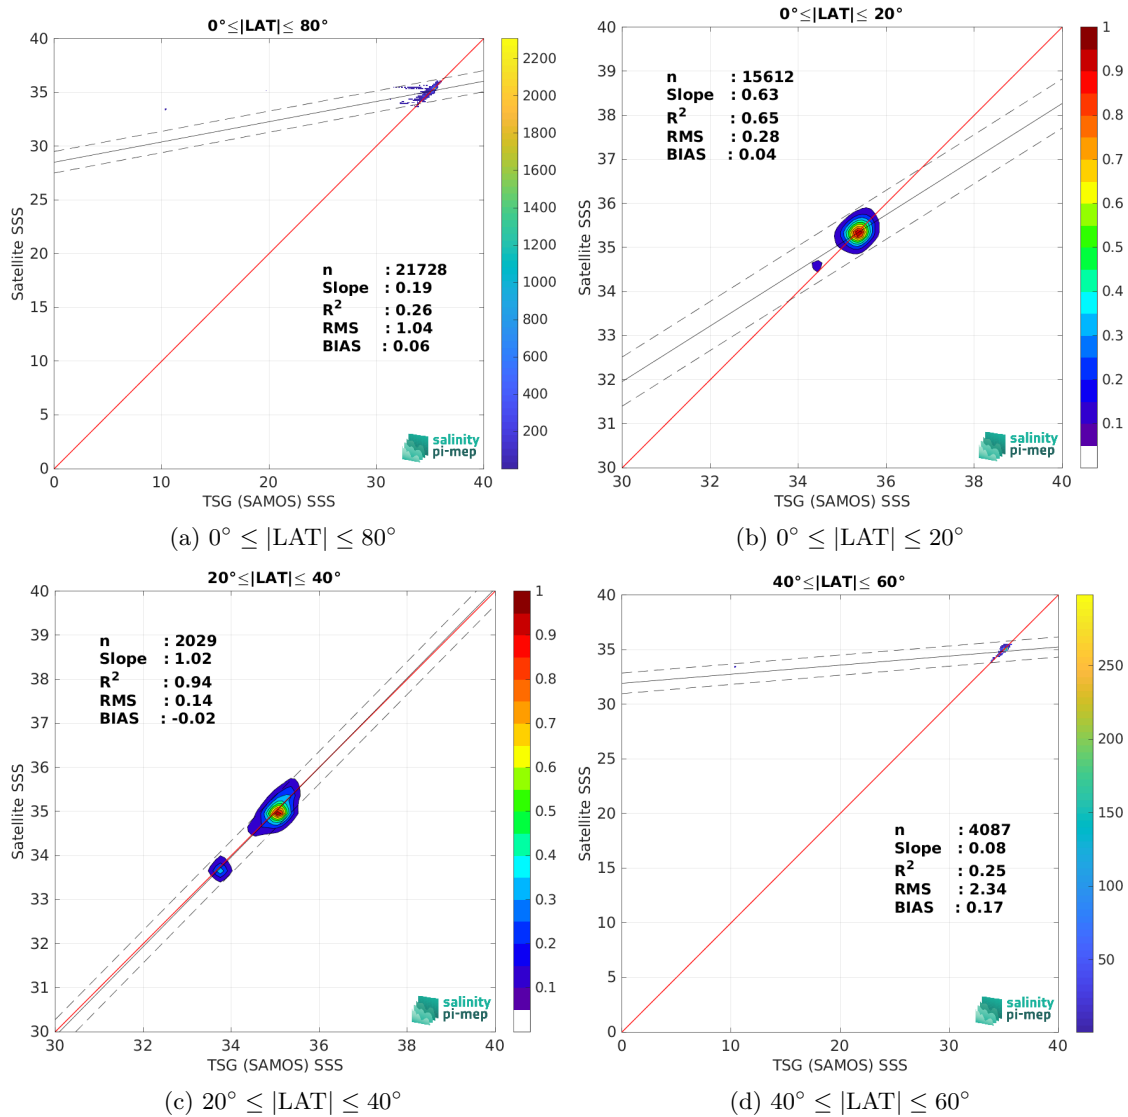 0°≤|LAT|≤ 80°
40
35
30
25
20
15
10
5
0
Satellite SSS
n : 21728
Slope : 0.19
R² : 0.26
RMS : 1.04
BIAS : 0.06
salinity
pi-mep
0 10 20 30 40
TSG (SAMOS) SSS
2200
2000
1800
1600
1400
1200
1000
800
600
400
200
(a) 0° ≤ |LAT| ≤ 80°
0°≤|LAT|≤ 20°
40
39
38
37
36
35
34
33
32
31
30
Satellite SSS
n : 15612
Slope : 0.63
R² : 0.65
RMS : 0.28
BIAS : 0.04
salinity
pi-mep
30 32 34 36 38 40
TSG (SAMOS) SSS
1
0.9
0.8
0.7
0.6
0.5
0.4
0.3
0.2
0.1
(b) 0° ≤ |LAT| ≤ 20°
20°≤|LAT|≤ 40°
40
39
38
37
36
35
34
33
32
31
30
Satellite SSS
n : 2029
Slope : 1.02
R² : 0.94
RMS : 0.14
BIAS : -0.02
salinity
pi-mep
30 32 34 36 38 40
TSG (SAMOS) SSS
1
0.9
0.8
0.7
0.6
0.5
0.4
0.3
0.2
0.1
(c) 20° ≤ |LAT| ≤ 40°
40°≤|LAT|≤ 60°
40
35
30
25
20
15
10
5
0
Satellite SSS
n : 4087
Slope : 0.08
R² : 0.25
RMS : 2.34
BIAS : 0.17
salinity
pi-mep
0 10 20 30 40
TSG (SAMOS) SSS
250
200
150
100
50
(d) 40° ≤ |LAT| ≤ 60°